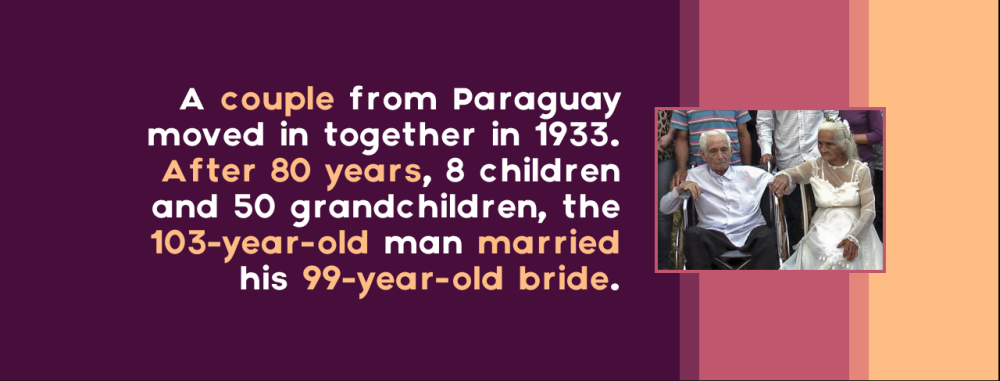 A couple from Paraguay
moved in together in 1933.
After 80 years, 8 children
and 50 grandchildren, the
103-year-old man married
his 99-year-old bride.